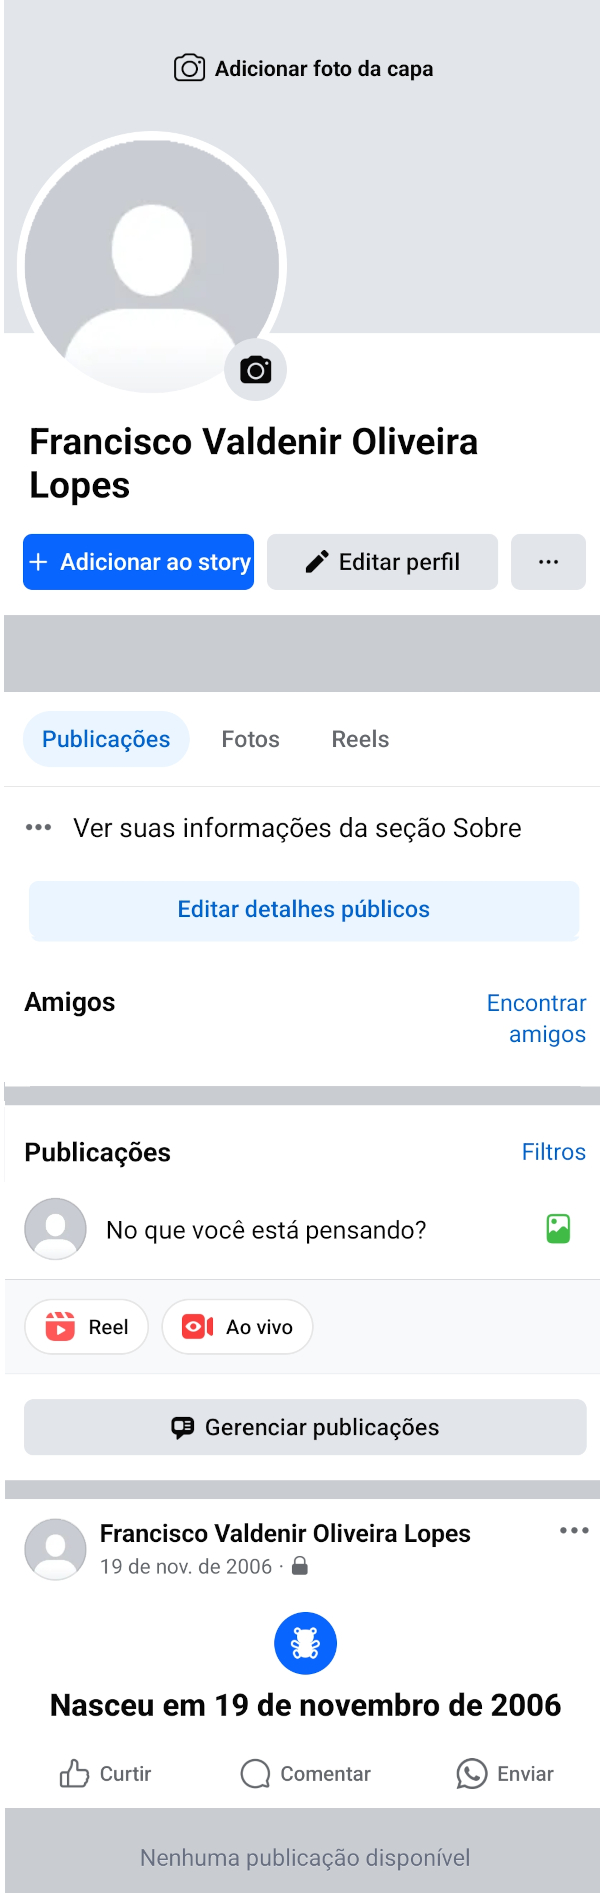 Adicionar foto da capa
Francisco Valdenir Oliveira
Lopes
+ Adicionar ao story
Editar perfil
...
Publicações
Fotos
Reels
... Ver suas informações da seção Sobre
Editar detalhes públicos
Amigos
Encontrar
amigos
Publicações
Filtros
No que você está pensando?
Reel
Ao vivo
Gerenciar publicações
Francisco Valdenir Oliveira Lopes
19 de nov. de 2006 ·
Nasceu em 19 de novembro de 2006
Curtir
Comentar
Enviar
Nenhuma publicação disponível